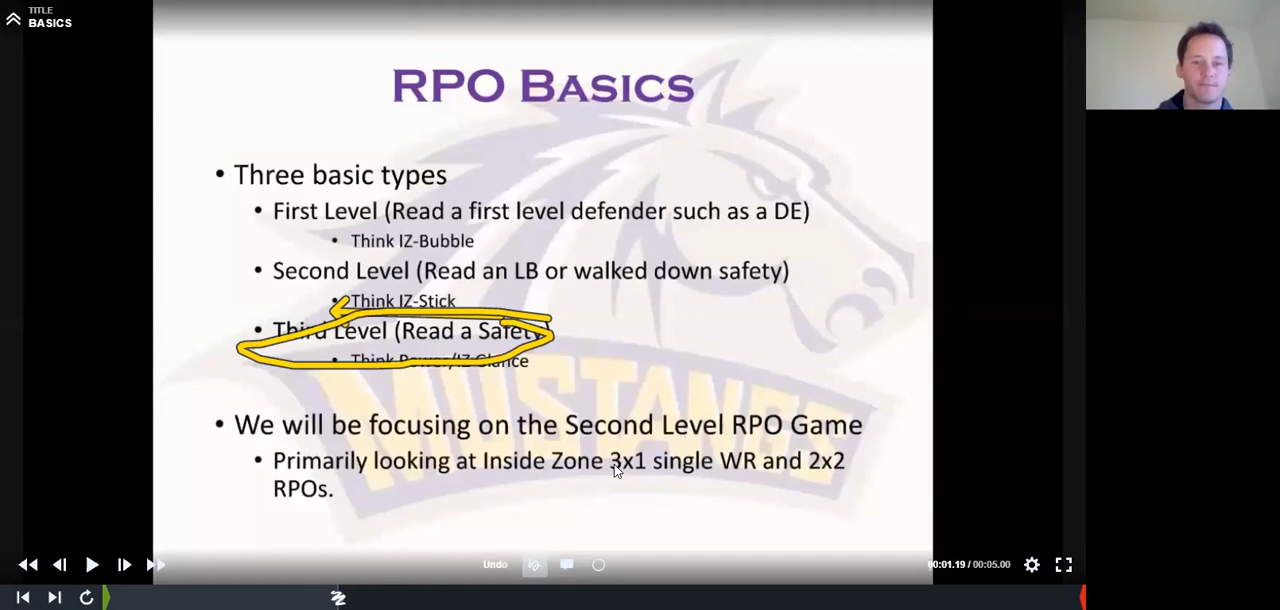 TITLE
BASICS
RPO BASICS
• Three basic types
• First Level (Read a first level defender such as a DE)
• Think IZ-Bubble
• Second Level (Read an LB or walked down safety)
• Think IZ-Stick
• Third Level (Read a Safety)
• Think Power/IZ-Glance
MUSTANGS
• We will be focusing on the Second Level RPO Game
• Primarily looking at Inside Zone 3x1 single WR and 2x2
RPOs.
Undo
00:01.19 / 00:05.00